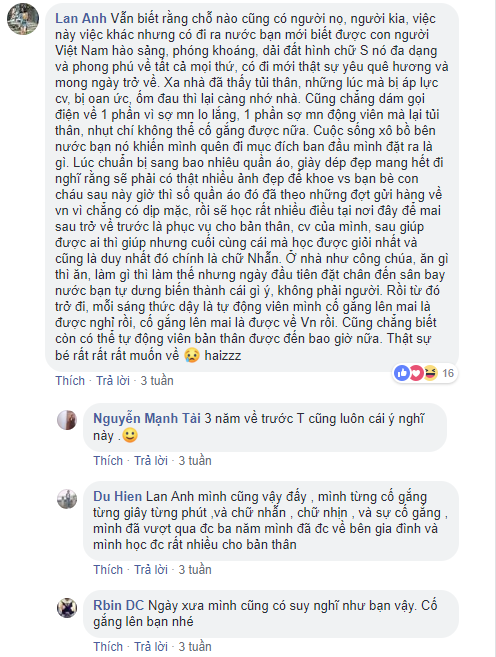 Lan Anh Vẫn biết rằng chỗ nào cũng có người nọ, người kia, việc
này việc khác nhưng có đi ra nước bạn mới biết được con người
Việt Nam hào sảng, phóng khoáng, dải đất hình chữ S nó đa dạng
và phong phú về tất cả mọi thứ, có đi mới thật sự yêu quê hương và
mong ngày trở về. Xa nhà đã thấy tủi thân, những lúc mà bị áp lực
cv, bị oan ức, ốm đau thì lại càng nhớ nhà. Cũng chẳng dám gọi
điện về 1 phần vì sợ mn lo lắng, 1 phần sợ mn động viên mà lại tủi
thân, nhụt chí không thể cố gắng được nữa. Cuộc sống xô bồ bên
nước bạn nó khiến mình quên đi mục đích ban đầu mình đặt ra là
gì. Lúc chuẩn bị sang bao nhiêu quần áo, giày dép đẹp mang hết đi
nghĩ rằng sẽ phải có thật nhiều ảnh đẹp để khoe vs bạn bè con
cháu sau này giờ thì số quần áo đó đã theo những đợt gửi hàng về
vn vì chẳng có dịp mặc, rồi sẽ học rất nhiều điều tại nơi đây để mai
sau trở về trước là phục vụ cho bản thân, cv của mình, sau giúp
được ai thì giúp nhưng cuối cùng cái mà học được giỏi nhất và
cũng là duy nhất đó chính là chữ Nhẫn. Ở nhà như công chúa, ăn gì
thì ăn, làm gì thì làm thế nhưng ngày đầu tiên đặt chân đến sân bay
nước bạn tự dưng biến thành cái gì ý, không phải người. Rồi từ đó
trở đi, mỗi sáng thức dậy là tự động viên mình cố gắng lên mai là
được nghỉ rồi, cố gắng lên mai là được về Vn rồi. Cũng chẳng biết
còn có thể tự động viên bản thân được đến bao giờ nữa. Thật sự
bé rất rất rất muốn về 😥 haizzz
16
Thích · Trả lời · 3 tuần
Nguyễn Mạnh Tài 3 năm về trước T cũng luôn cái ý nghĩ
này .🙂
Thích · Trả lời · 3 tuần
Du Hien Lan Anh mình cũng vậy đấy , mình từng cố gắng
từng giây từng phút ,và chữ nhẫn , chữ nhịn , và sự cố gắng ,
mình đã vượt qua đc ba năm mình đã đc về bên gia đình và
mình học đc rất nhiều cho bản thân
Thích · Trả lời · 3 tuần
Rbin DC Ngày xưa mình cũng có suy nghĩ như bạn vậy. Cố
gắng lên bạn nhé
Thích · Trả lời · 3 tuần